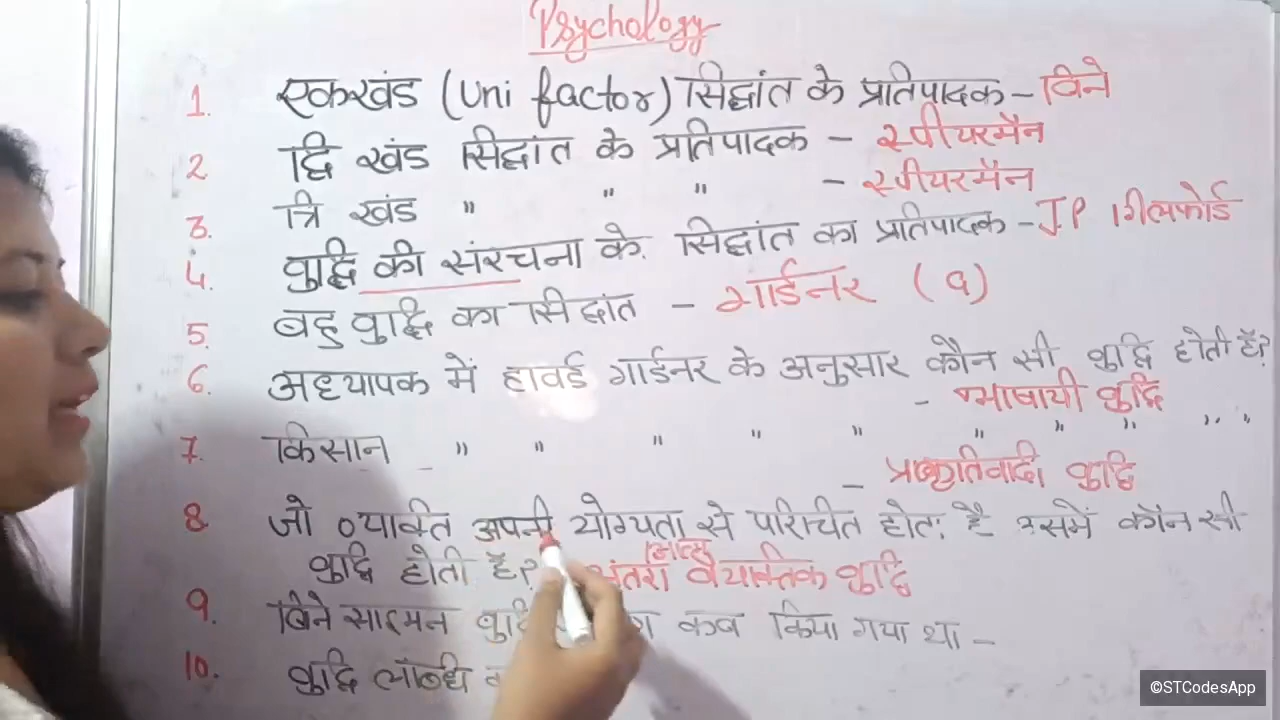 Psychology
1. एकखंड (Uni factor) सिद्धांत के प्रतिपादक - बिने
2 द्वि खंड सिद्धांत के प्रतिपादक - स्पीयरमैन
3. त्रि खंड " " " - स्पीयरमैन
4. बुद्धि की संरचना के सिद्धांत का प्रतिपादक - J P गिलफोर्ड
5. बहु बुद्धि का सिद्धांत - गार्डनर (9)
6. अध्यापक में हावर्ड गार्डनर के अनुसार कौन सी बुद्धि होती है?
- भाषायी बुद्धि
7. किसान " " " " " " " " " "
- प्राकृतिवादी बुद्धि
8 जो व्यक्ति अपनी योग्यता से परिचित होता है उसमें कौन सी
बुद्धि होती है? वैयाक्तिक बुद्धि
9. बिने साइमन कब किया गया था -
10. बुद्धि लब्धि
©STCodesApp